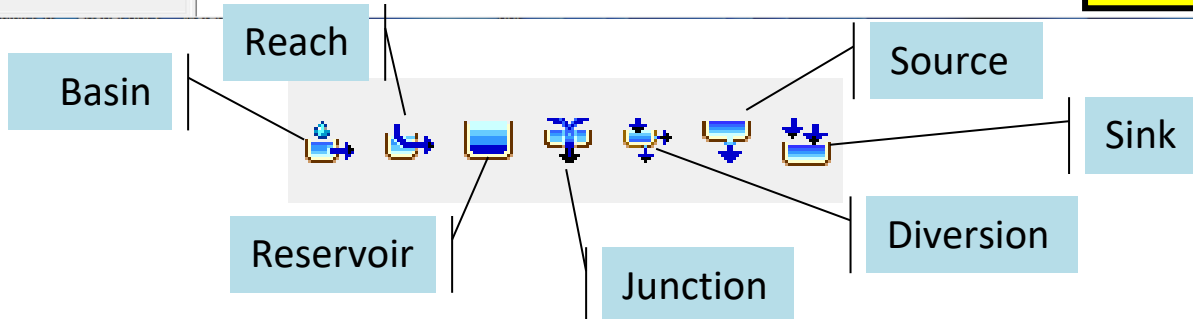 Reach
Source
Basin
Sink
Reservoir
Diversion
Junction